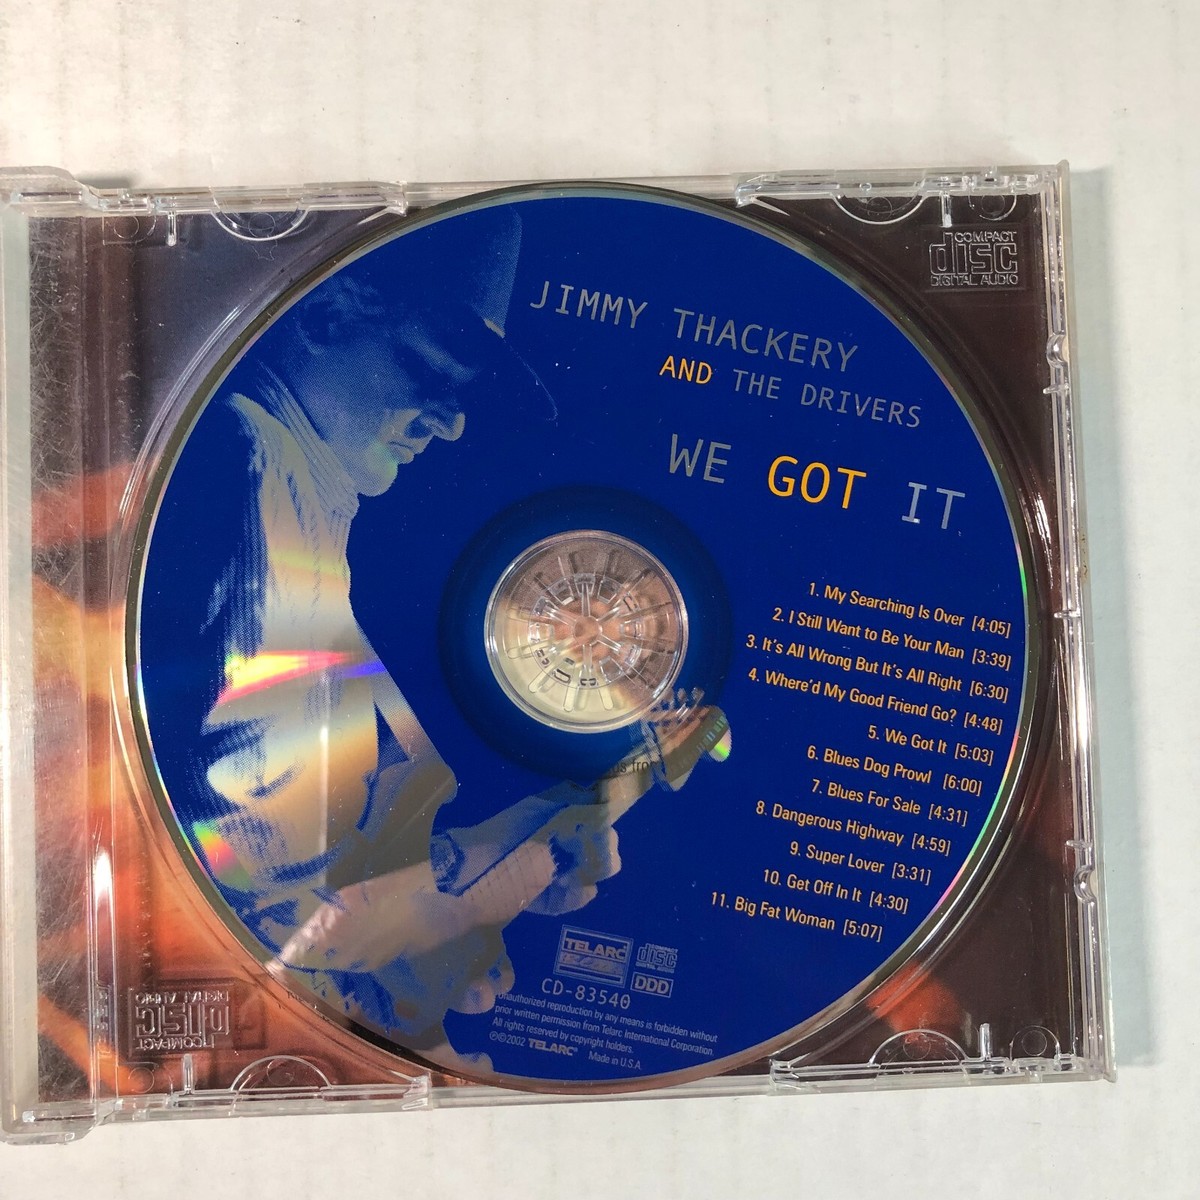 COMPACT
disc
DIGITAL AUDIO
JIMMY THACKERY
AND THE DRIVERS
WE GOT IT
1. My Searching Is Over [4:05]
2. I Still Want to Be Your Man [3:39]
3. It's All Wrong But It's All Right [6:30]
4. Where'd My Good Friend Go? [4:48]
5. We Got It [5:03]
6. Blues Dog Prowl [6:00]
7. Blues For Sale [4:31]
8. Dangerous Highway [4:59]
9. Super Lover [3:31]
10. Get Off In It [4:30]
11. Big Fat Woman [5:07]
TELARC
COMPACT
disc
DIGITAL AUDIO
DDD
CD-83540
Unauthorized reproduction by any means is forbidden without
prior written permission from Telarc International Corporation.
All rights reserved by copyright holders.
℗©2002 TELARC® Made in U.S.A.
COMPACT
disc
DIGITAL AUDIO